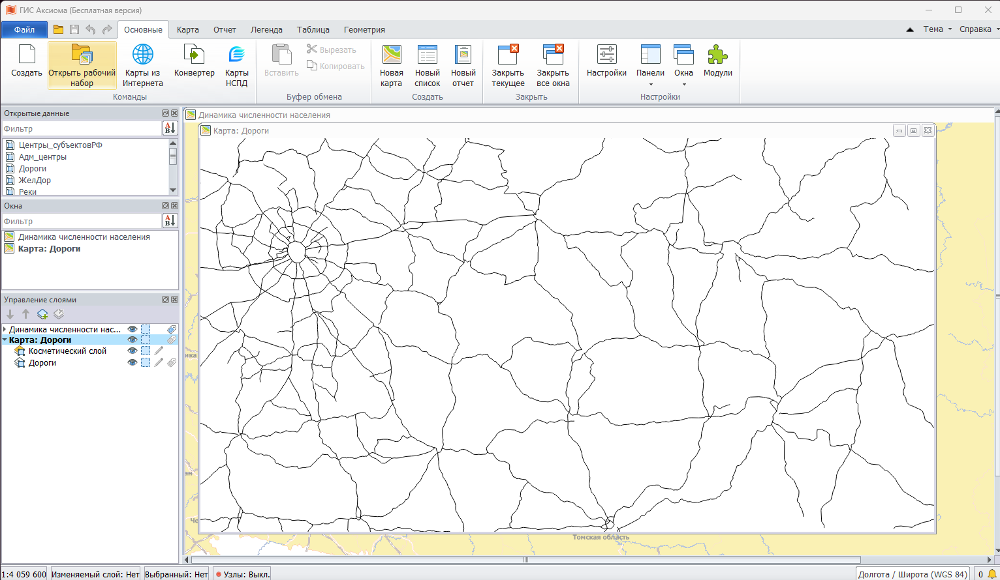 ГИС Аксиома (Бесплатная версия)
Файл Основные Карта Отчет Легенда Таблица Геометрия Тема Справка
Создать
Открыть рабочий набор
Карты из Интернета
Конвертер
Карты НСПД
Команды
Вставить
Вырезать
Копировать
Буфер обмена
Новая карта
Новый список
Новый отчет
Создать
Закрыть текущее
Закрыть все окна
Закрыть
Настройки
Панели
Окна
Модули
Настройки
Открытые данные
Фильтр
Центры_субъектовРФ
Адм_центры
Дороги
ЖелДор
Реки
Окна
Фильтр
Динамика численности населения
Карта: Дороги
Управление слоями
Динамика численности нас...
Карта: Дороги
Косметический слой
Дороги
Динамика численности населения
Карта: Дороги
Томская область
1:4 059 600
Изменяемый слой: Нет
Выбранный: Нет
Узлы: Выкл.
Долгота / Широта (WGS 84)
0